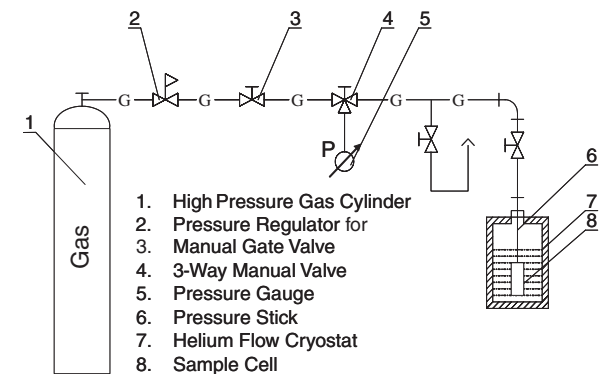 2 3 4 5
G G G G G
1
P
6
7
8
Gas
1. High Pressure Gas Cylinder
2. Pressure Regulator for
3. Manual Gate Valve
4. 3-Way Manual Valve
5. Pressure Gauge
6. Pressure Stick
7. Helium Flow Cryostat
8. Sample Cell